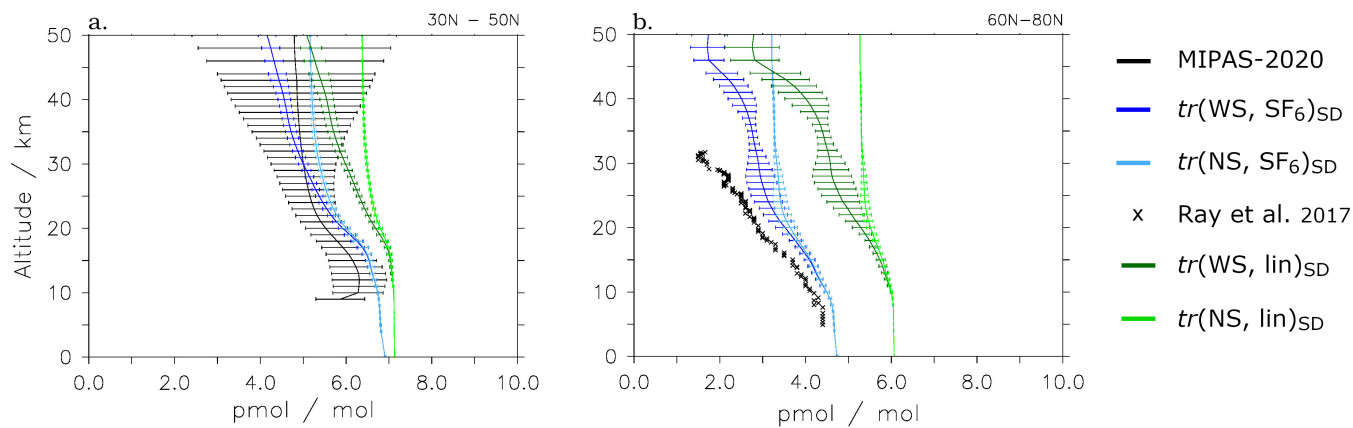 a.
30N – 50N
50
40
30
20
10
0
Altitude / km
0.0 2.0 4.0 6.0 8.0 10.0
pmol / mol
b.
60N–80N
50
40
30
20
10
0
0.0 2.0 4.0 6.0 8.0 10.0
pmol / mol
MIPAS-2020
tr(WS, SF₆)SD
tr(NS, SF₆)SD
x Ray et al. 2017
tr(WS, lin)SD
tr(NS, lin)SD